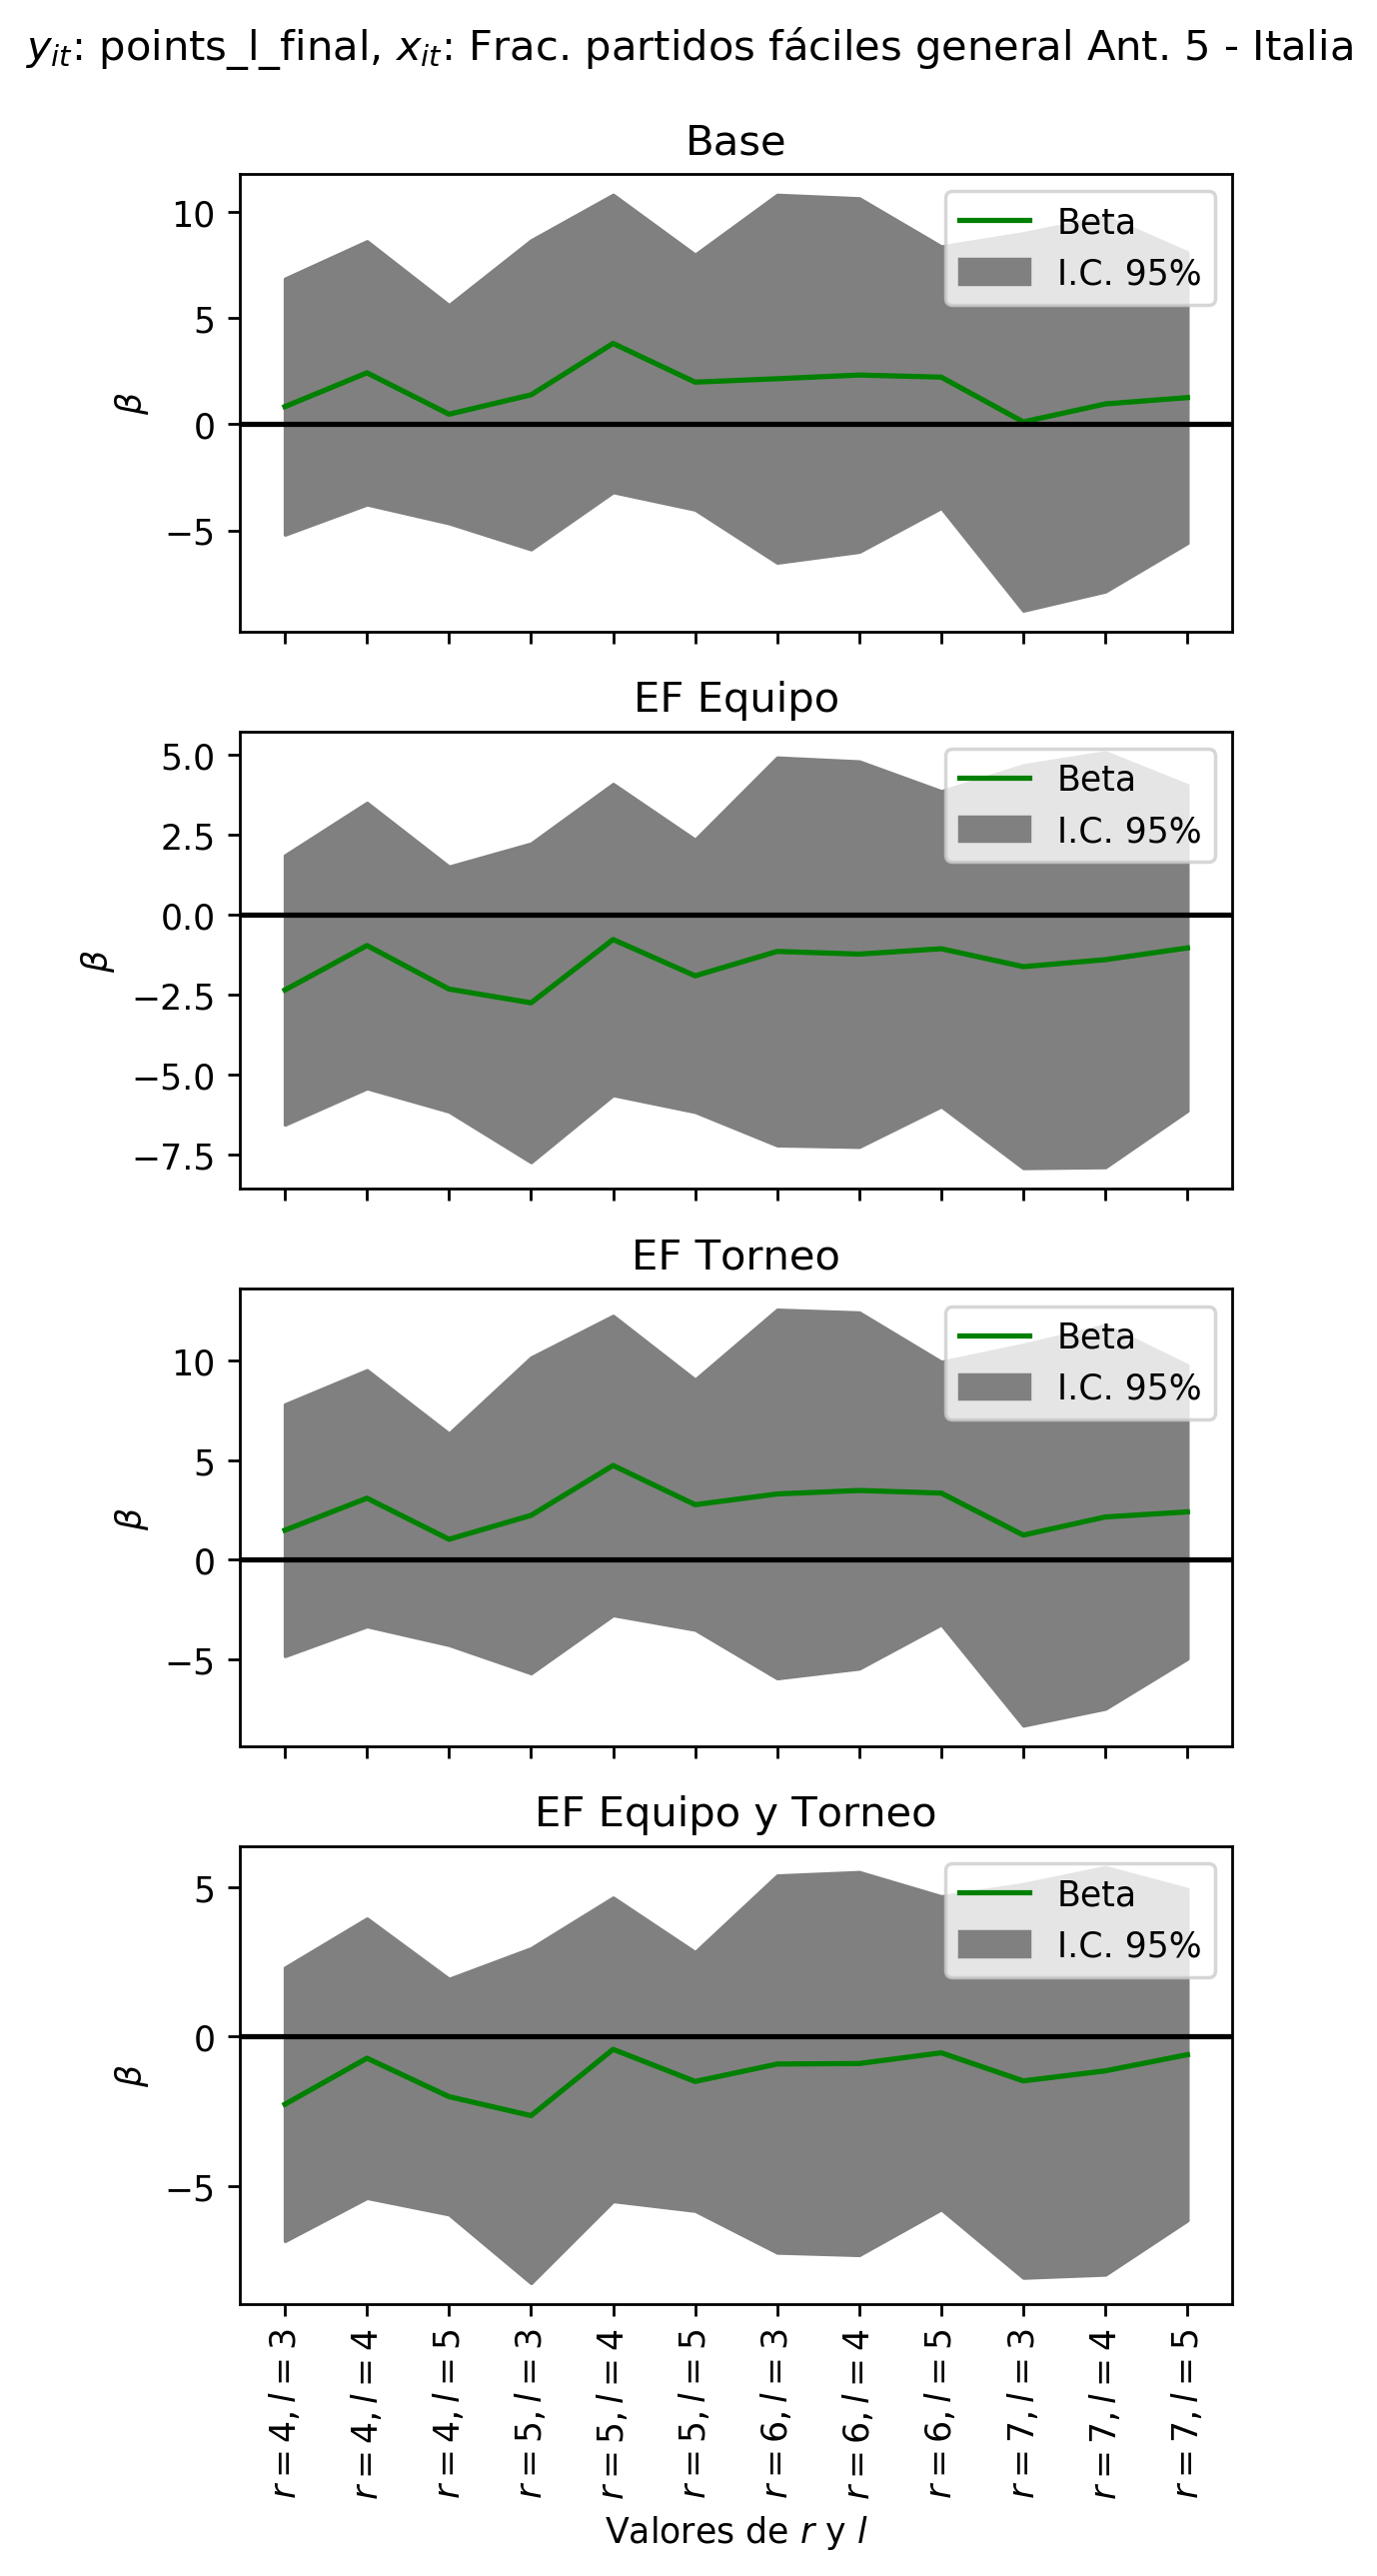 y_it: points_l_final, x_it: Frac. partidos fáciles general Ant. 5 - Italia
Base
10
5
0
−5
β
Beta
I.C. 95%
EF Equipo
5.0
2.5
0.0
−2.5
−5.0
−7.5
β
Beta
I.C. 95%
EF Torneo
10
5
0
−5
β
Beta
I.C. 95%
EF Equipo y Torneo
5
0
−5
β
Beta
I.C. 95%
r = 4, l = 3
r = 4, l = 4
r = 4, l = 5
r = 5, l = 3
r = 5, l = 4
r = 5, l = 5
r = 6, l = 3
r = 6, l = 4
r = 6, l = 5
r = 7, l = 3
r = 7, l = 4
r = 7, l = 5
Valores de r y l